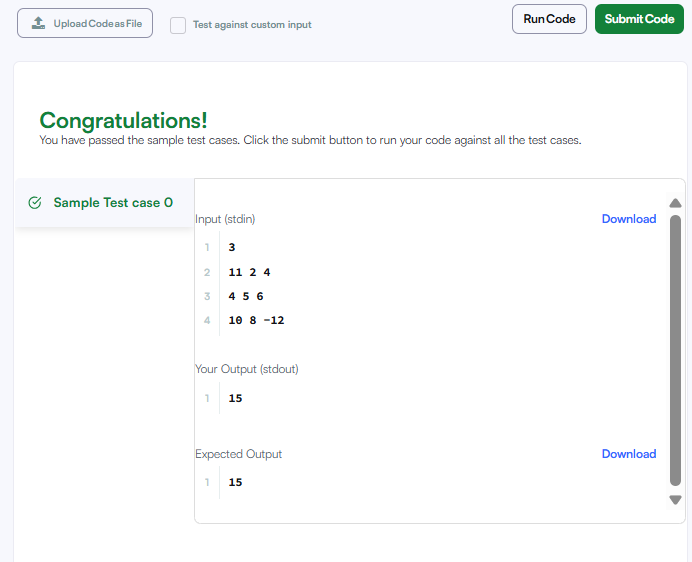 Upload Code as File
Test against custom input
Run Code
Submit Code
Congratulations!
You have passed the sample test cases. Click the submit button to run your code against all the test cases.
Sample Test case 0
Input (stdin)
Download
1 3
2 11 2 4
3 4 5 6
4 10 8 -12
Your Output (stdout)
1 15
Expected Output
Download
1 15